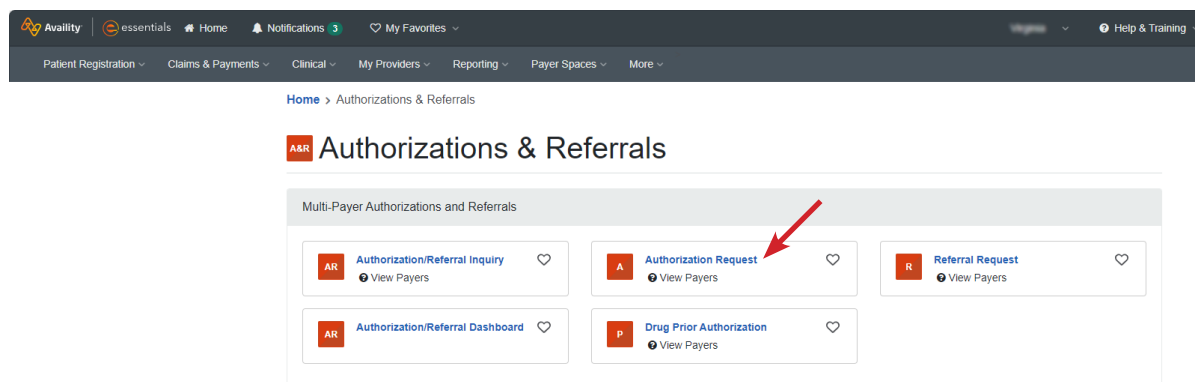 Availity essentials Home Notifications 3 My Favorites Help & Training
Patient Registration Claims & Payments Clinical My Providers Reporting Payer Spaces More
Home > Authorizations & Referrals
A&R Authorizations & Referrals
Multi-Payer Authorizations and Referrals
AR Authorization/Referral Inquiry
View Payers
A Authorization Request
View Payers
R Referral Request
View Payers
AR Authorization/Referral Dashboard
P Drug Prior Authorization
View Payers